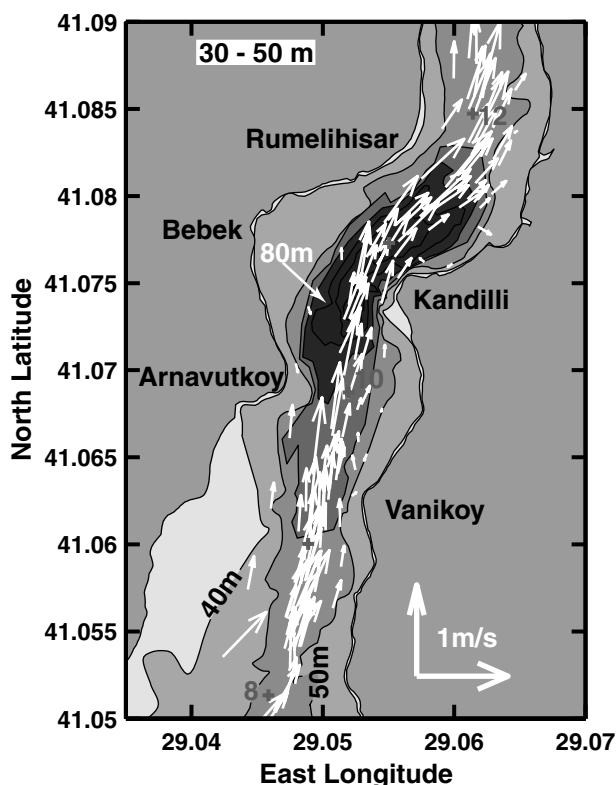 41.09
30 - 50 m
41.085
12
Rumelihisar
41.08
Bebek
80m
41.075
Kandilli
North Latitude
41.07
Arnavutkoy
10
41.065
Vanikoy
41.06
40m
41.055
1m/s
50m
8
41.05
29.04
29.05
29.06
29.07
East Longitude